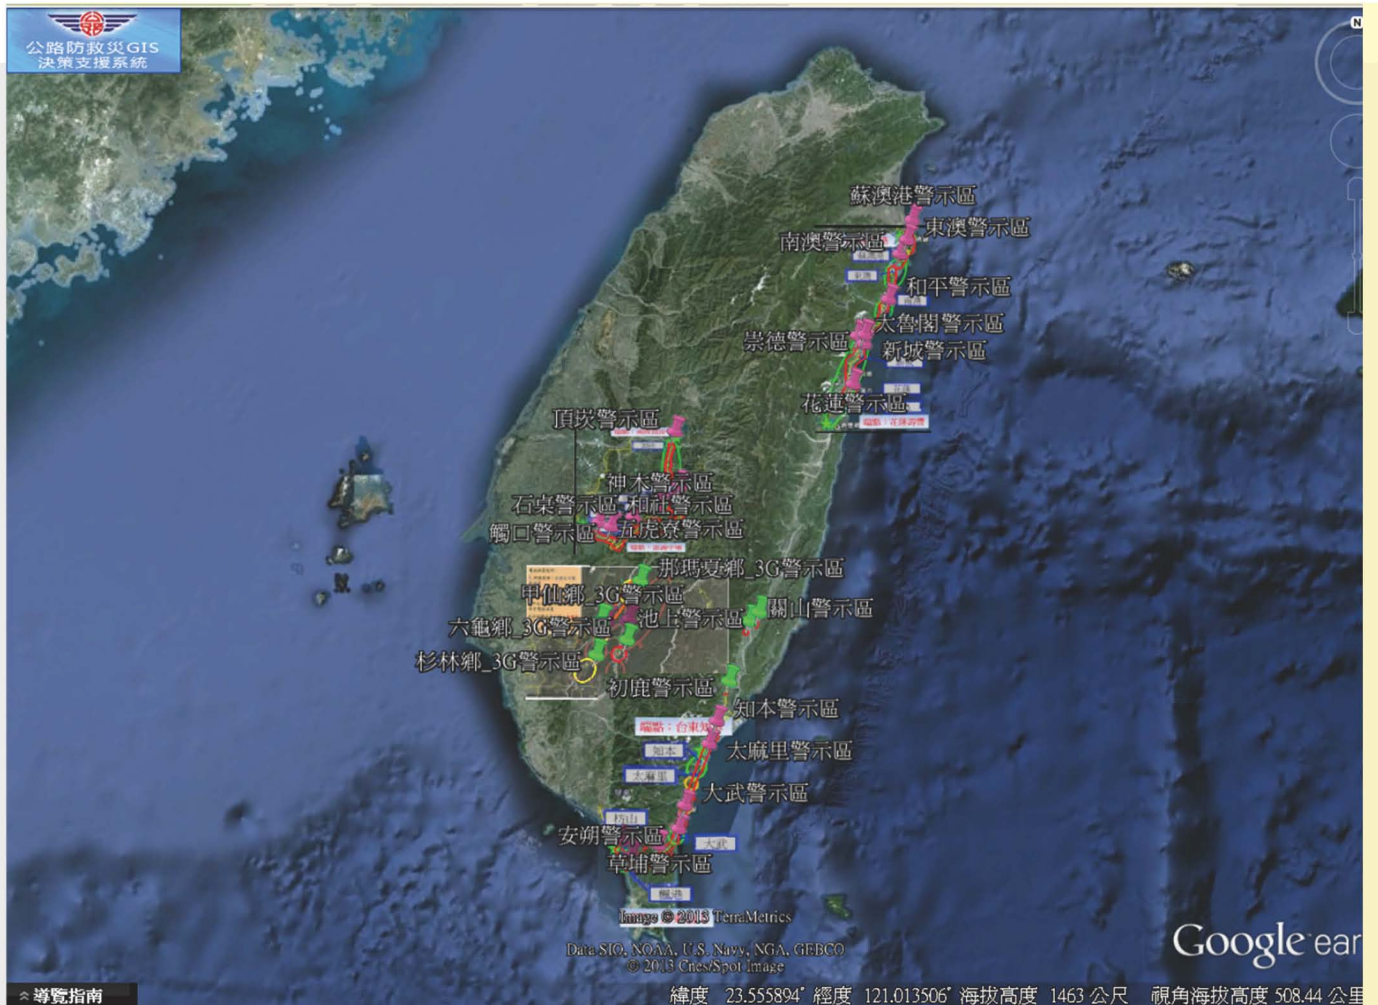 公路防救災GIS
決策支援系統
N
蘇澳港警示區
東澳警示區
南澳警示區
和平警示區
太魯閣警示區
崇德警示區
新城警示區
花蓮警示區
頂崁警示區
神木警示區
石桌警示區
和社警示區
觸口警示區
五虎寮警示區
那瑪夏鄉_3G警示區
甲仙鄉_3G警示區
關山警示區
池上警示區
六龜鄉_3G警示區
杉林鄉_3G警示區
初鹿警示區
知本警示區
端點：台東知
知本
太麻里警示區
太麻里
大武警示區
枋山
安朔警示區
大武
草埔警示區
楓港
Image © 2013 TerraMetrics
Data SIO, NOAA, U.S. Navy, NGA, GEBCO
© 2013 Cnes/Spot Image
Google ear
導覽指南
緯度 23.555894° 經度 121.013506° 海拔高度 1463 公尺 視角海拔高度 508.44 公里